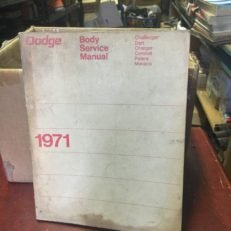 Dodge
Body
Service
Manual
Challenger
Dart
Charger
Coronet
Polara
Monaco
1971